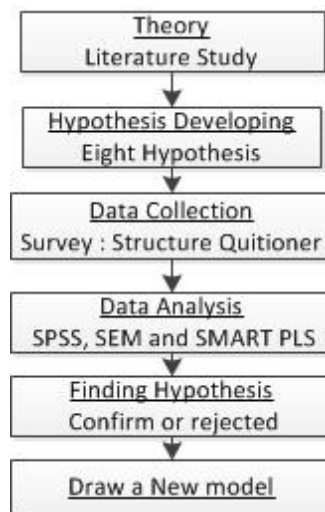 Theory
Literature Study
Hypothesis Developing
Eight Hypothesis
Data Collection
Survey : Structure Quitioner
Data Analysis
SPSS, SEM and SMART PLS
Finding Hypothesis
Confirm or rejected
Draw a New model